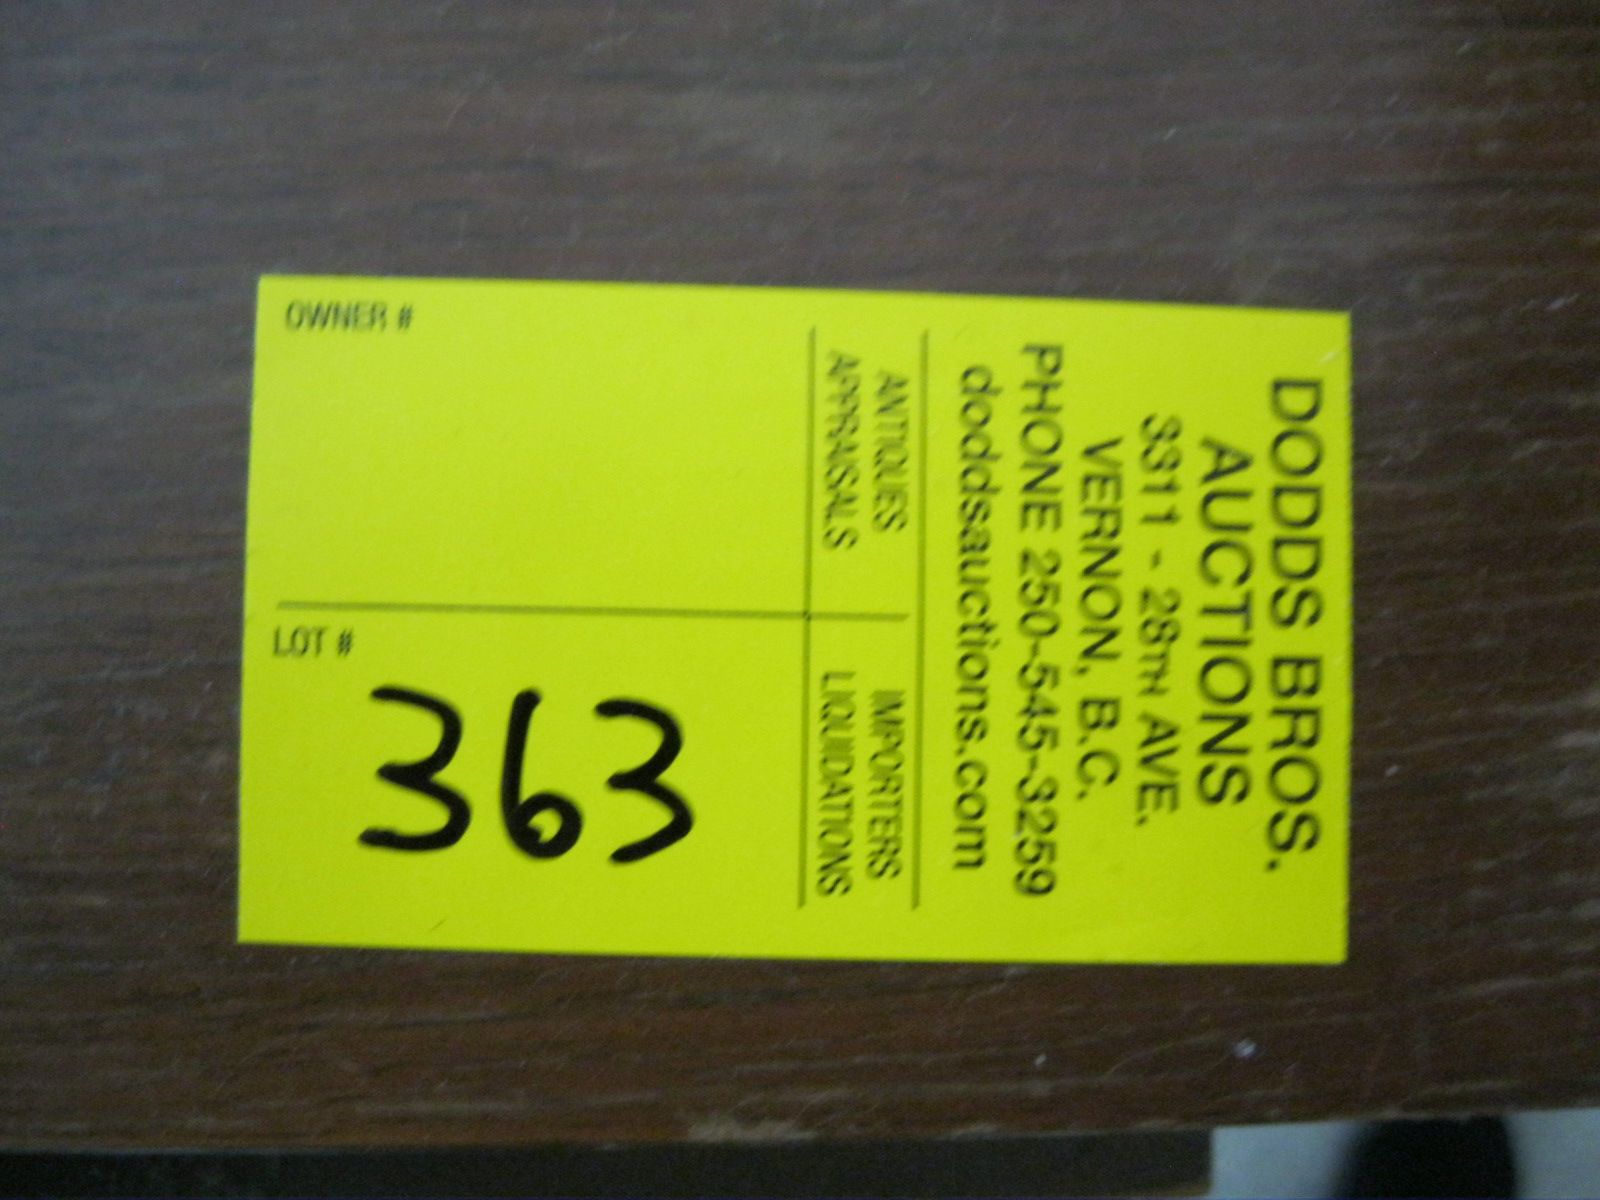 DODDS BROS.
AUCTIONS
3311 - 28TH AVE.
VERNON, B.C.
PHONE 250-545-3259
doddsauctions.com
ANTIQUES
APPRAISALS
IMPORTERS
LIQUIDATIONS
OWNER #
LOT #
363